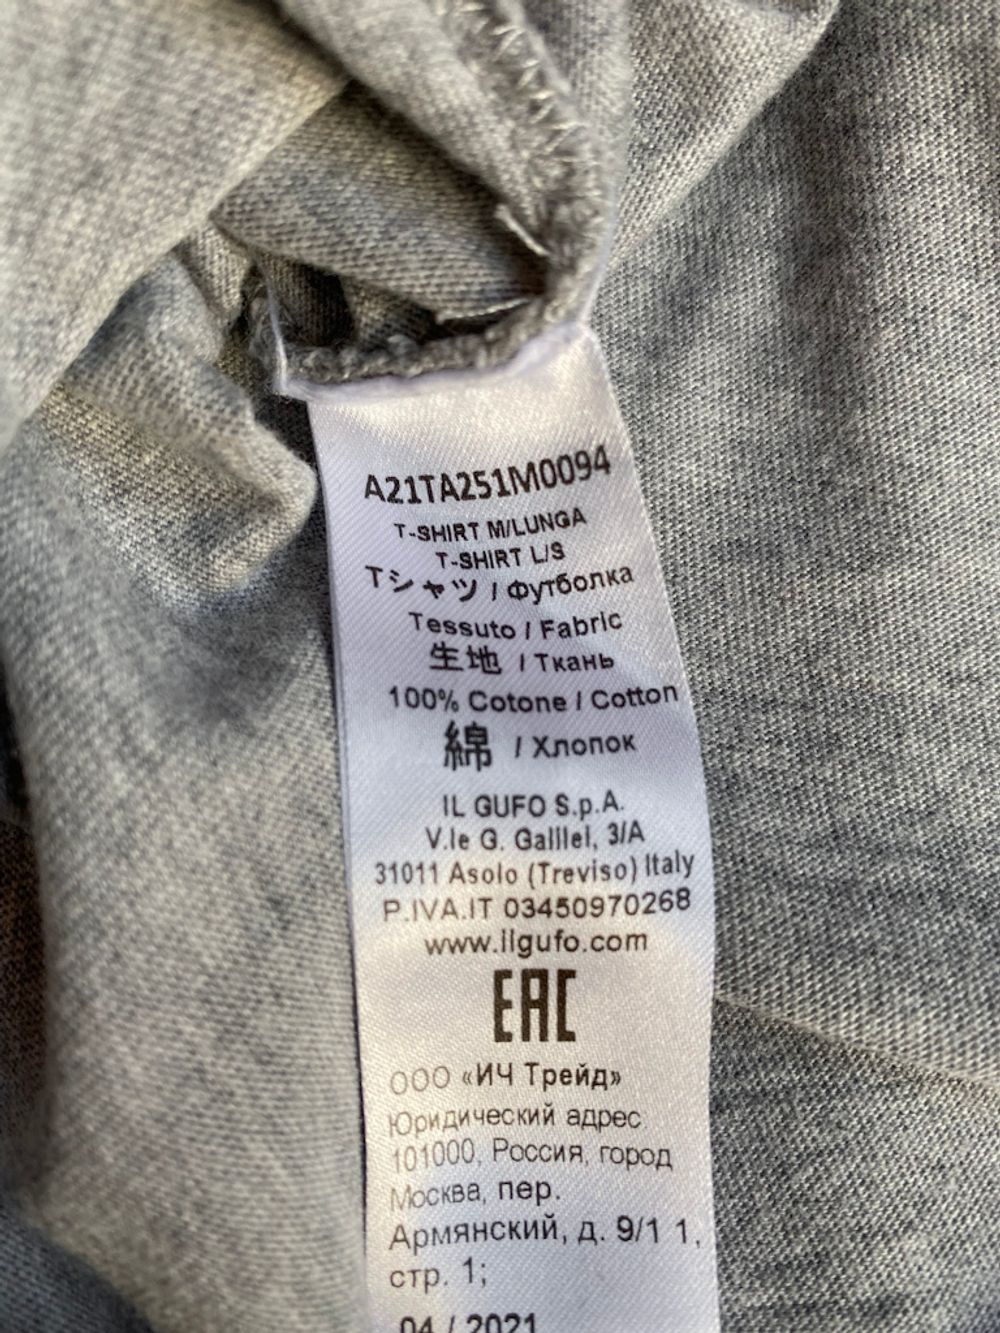 A21TA251M0094
T-SHIRT M/LUNGA
T-SHIRT L/S
Tシャツ / Футболка
Tessuto / Fabric
生地 / Ткань
100% Cotone / Cotton
綿 / Хлопок
IL GUFO S.p.A.
V.le G. Galilei, 3/A
31011 Asolo (Treviso) Italy
P.IVA.IT 03450970268
www.ilgufo.com
EAC
ООО «ИЧ Трейд»
Юридический адрес
101000, Россия, город
Москва, пер.
Армянский, д. 9/1 1,
стр. 1;
04 / 2021